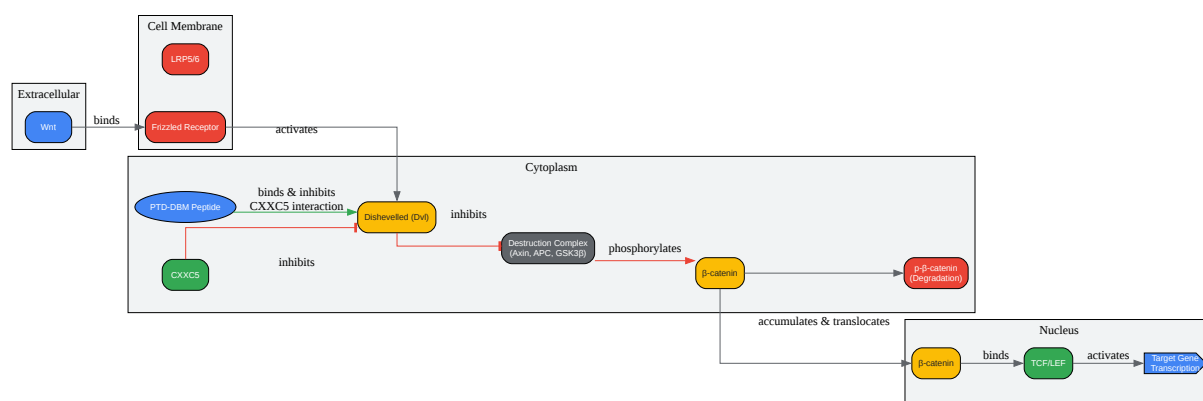 Cell Membrane
LRP5/6
Extracellular
Wnt
binds
Frizzled Receptor
activates
Cytoplasm
PTD-DBM Peptide
binds & inhibits
CXXC5 interaction
Dishevelled (Dvl)
inhibits
Destruction Complex
(Axin, APC, GSK3β)
phosphorylates
CXXC5
inhibits
β-catenin
p-β-catenin
(Degradation)
accumulates & translocates
Nucleus
β-catenin
binds
TCF/LEF
activates
Target Gene
Transcription